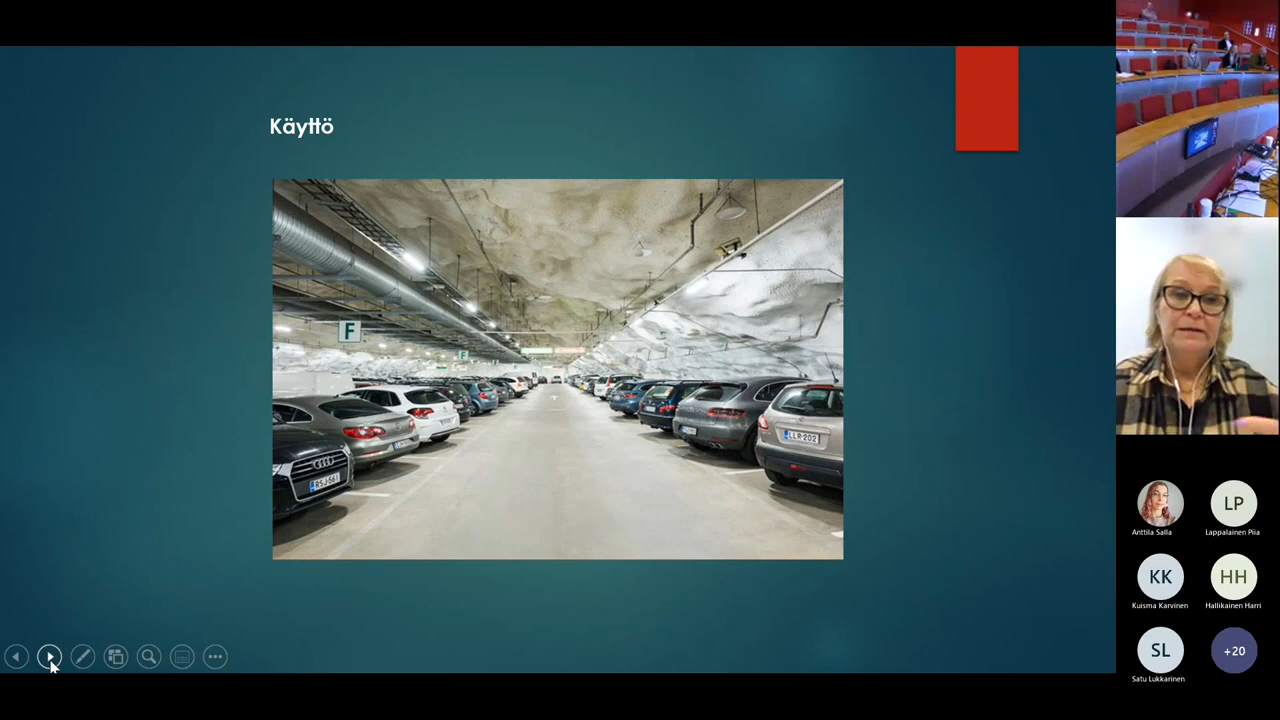 Käyttö
F
F
RSJ-561
LLR-202
Anttila Salla
LP
Lappalainen Piia
KK
Kuisma Karvinen
HH
Hallikainen Harri
SL
Satu Lukkarinen
+20